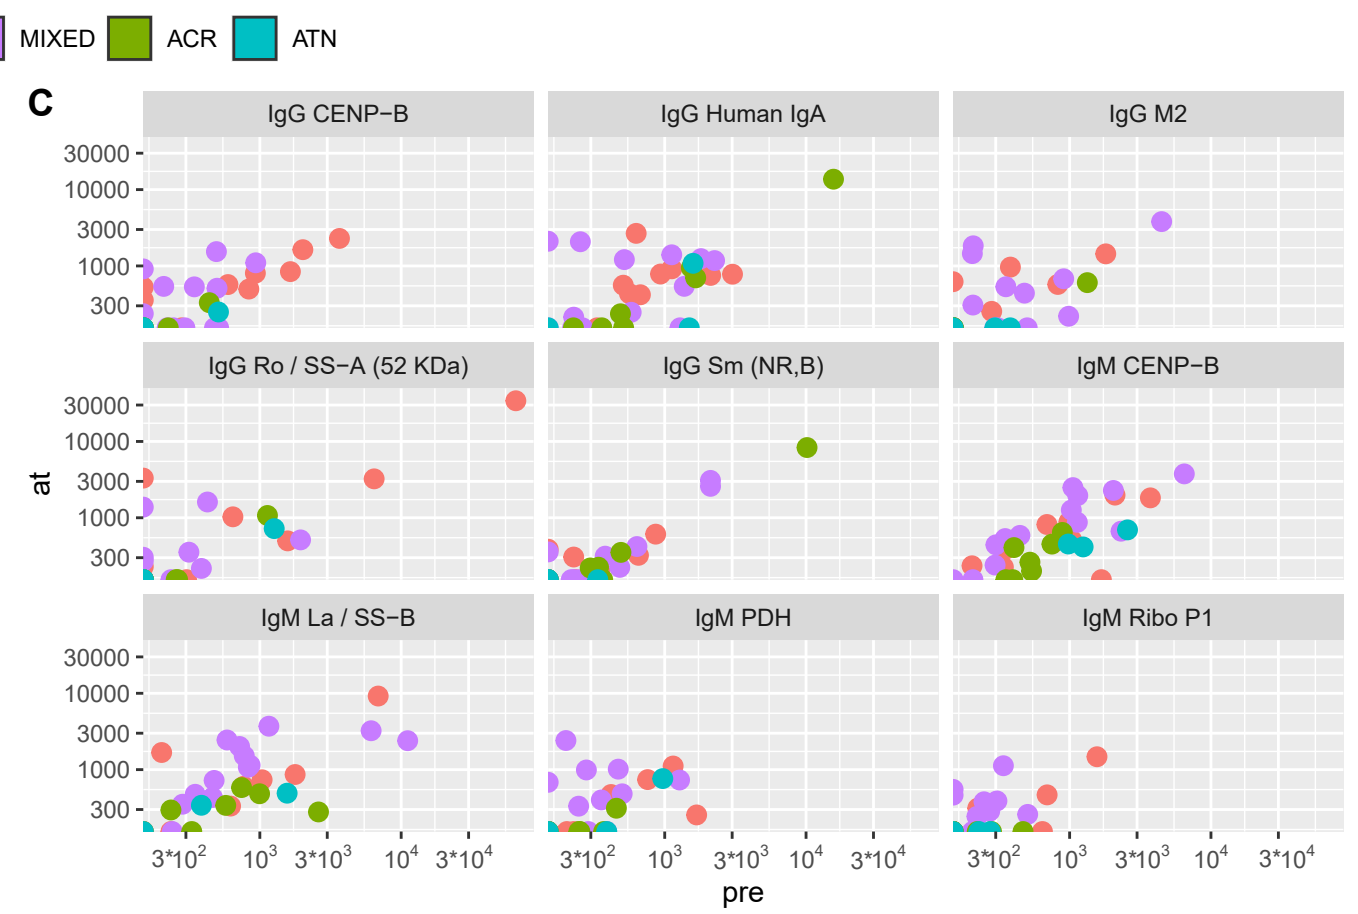 MIXED ACR ATN
C
IgG CENP−B IgG Human IgA IgG M2
30000
10000
3000
1000
300
IgG Ro / SS−A (52 KDa) IgG Sm (NR,B) IgM CENP−B
30000
10000
3000
1000
300
at
IgM La / SS−B IgM PDH IgM Ribo P1
30000
10000
3000
1000
300
3*10² 10³ 3*10³ 10⁴ 3*10⁴ 3*10² 10³ 3*10³ 10⁴ 3*10⁴ 3*10² 10³ 3*10³ 10⁴ 3*10⁴
pre